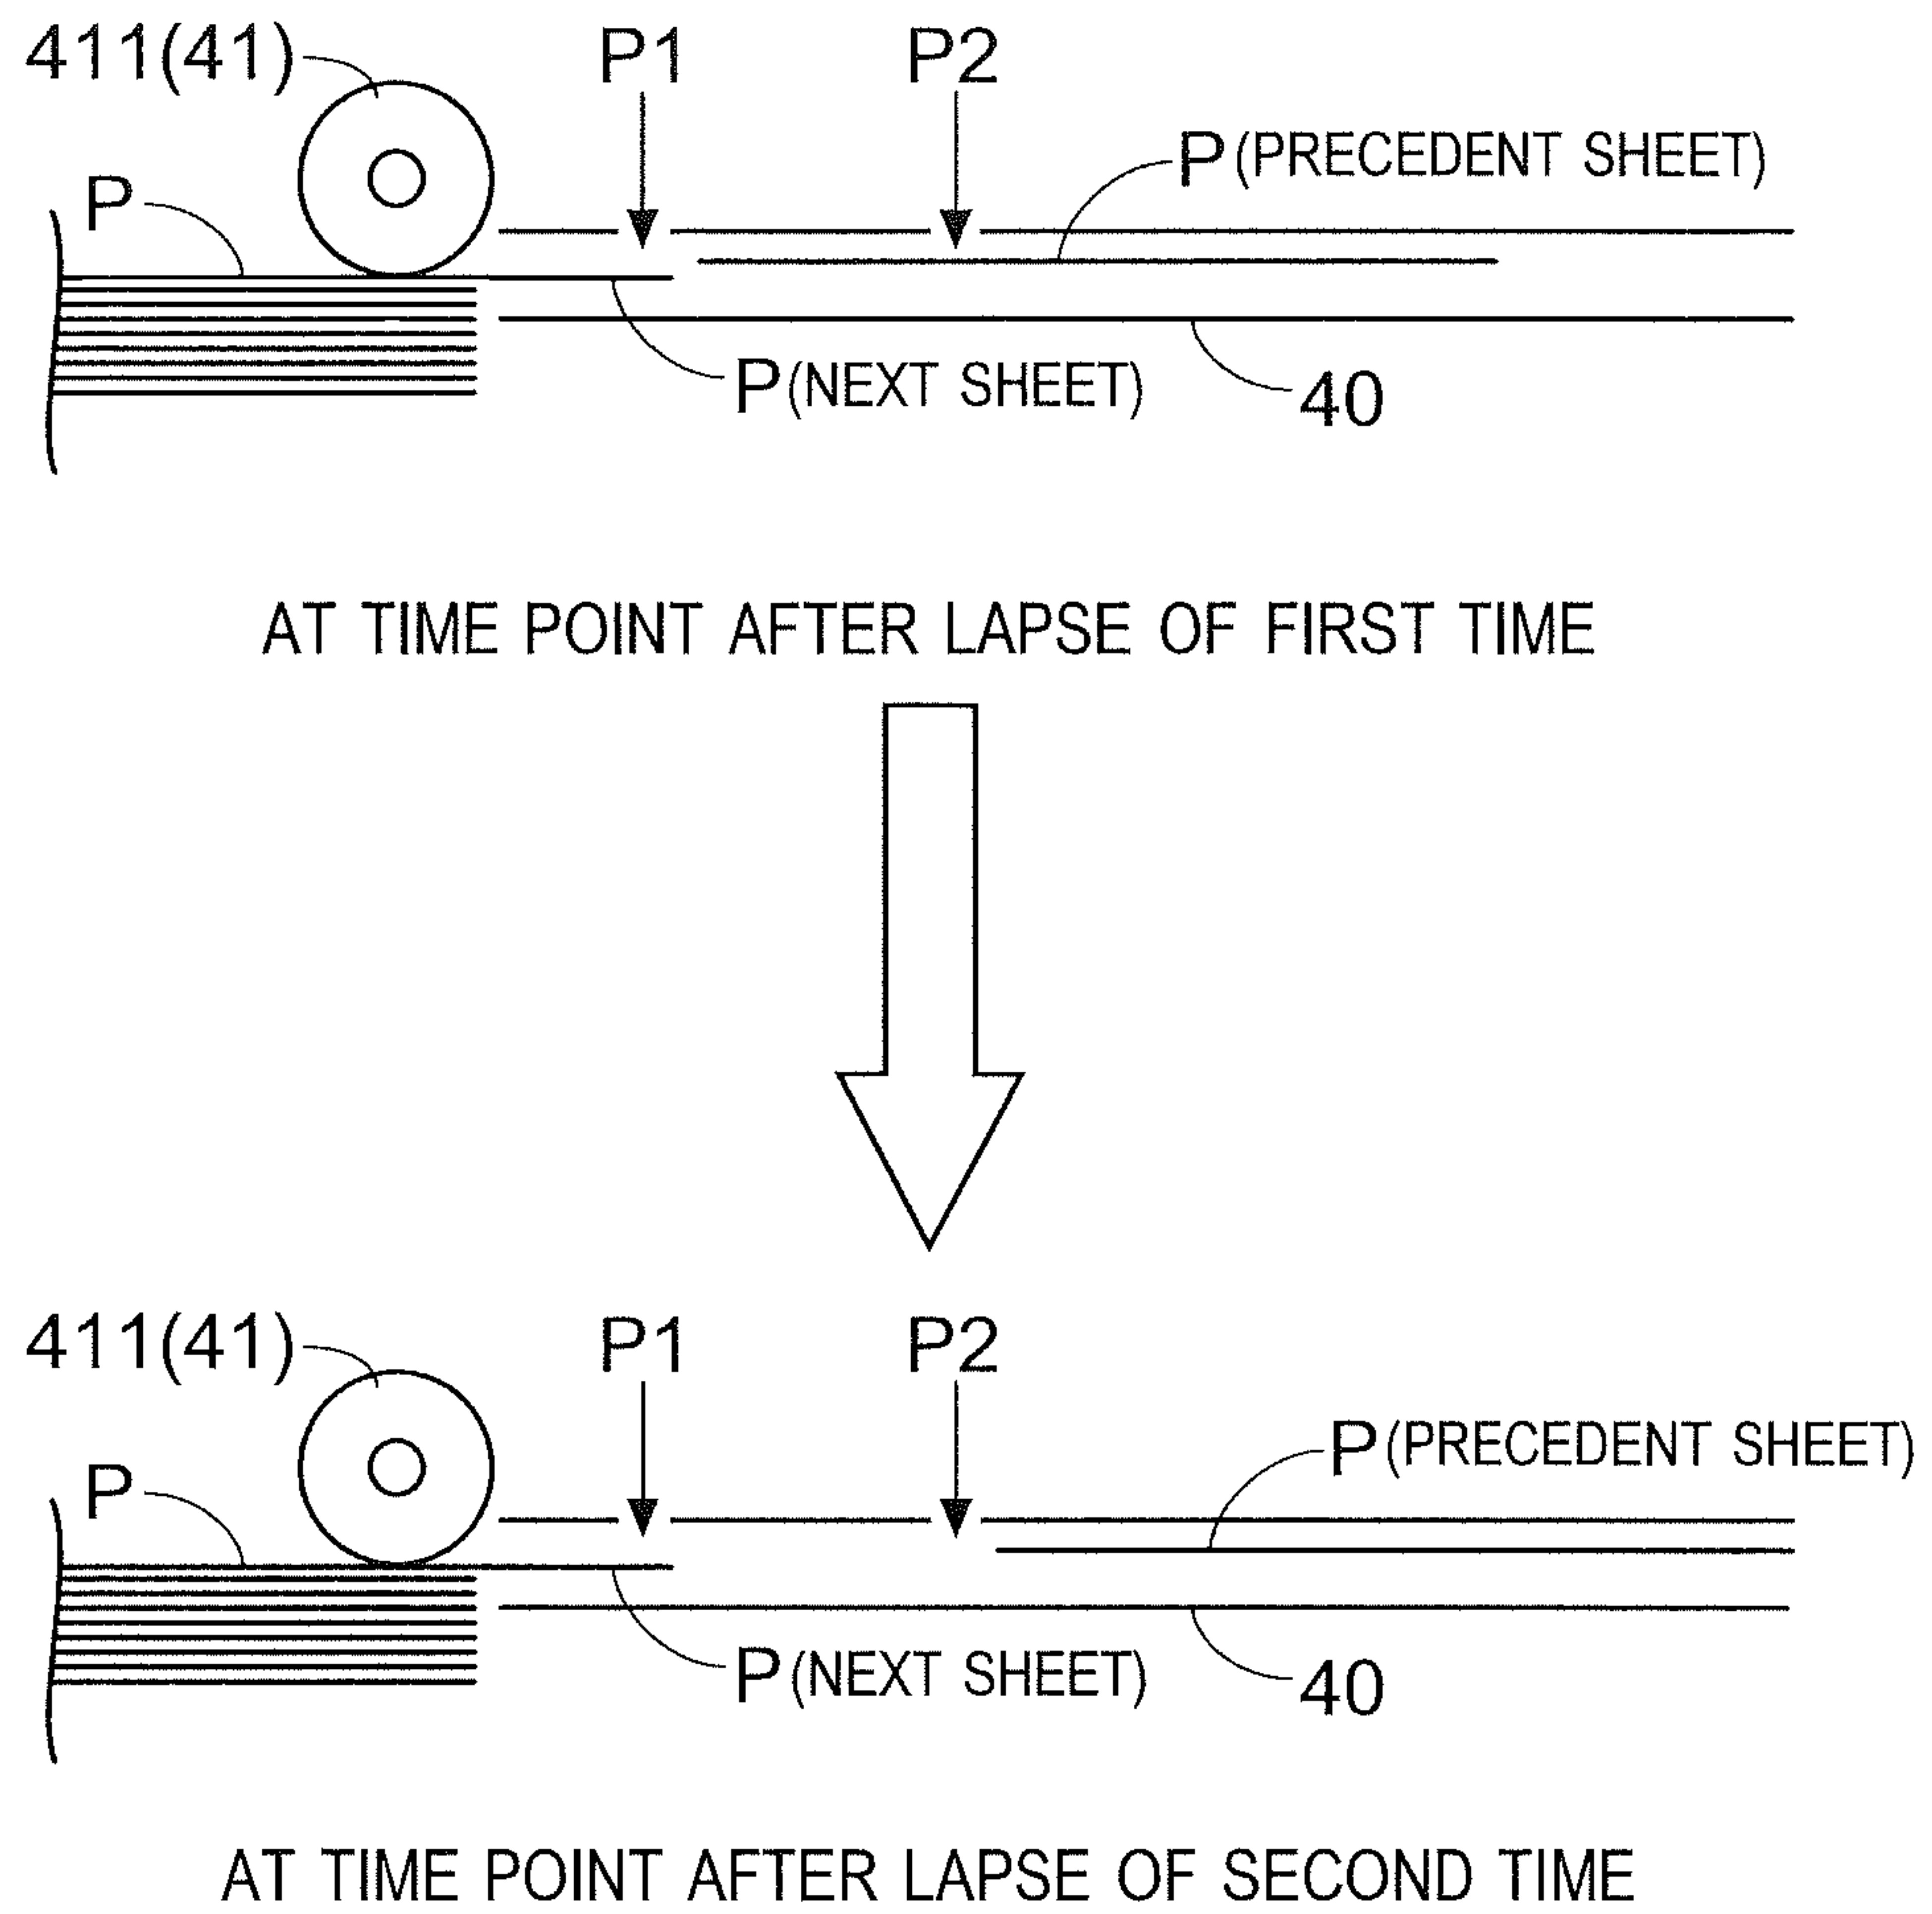 411(41)
P1
P2
P(PRECEDENT SHEET)
P
P(NEXT SHEET)
40
AT TIME POINT AFTER LAPSE OF FIRST TIME
411(41)
P1
P2
P(PRECEDENT SHEET)
P
P(NEXT SHEET)
40
AT TIME POINT AFTER LAPSE OF SECOND TIME